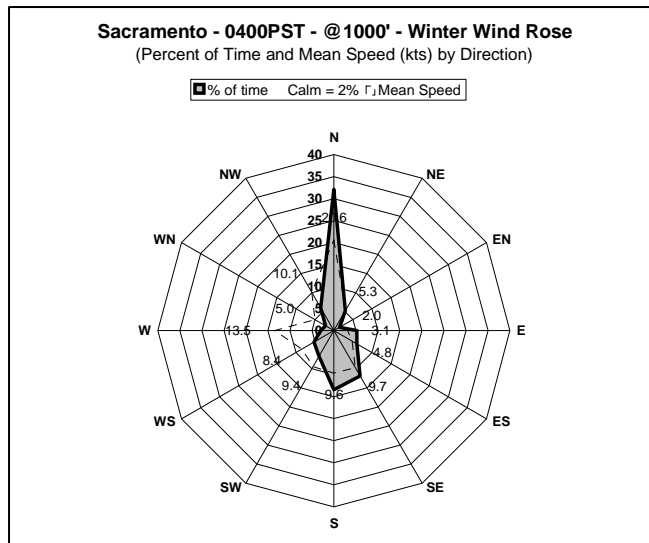 Sacramento - 0400PST - @1000' - Winter Wind Rose
(Percent of Time and Mean Speed (kts) by Direction)
% of time Calm = 2% Mean Speed
N
NW 40 NE
35
30
25
20
WN 15 EN
10.1 10 5.3
5.0 5 2.0
W 13.5 0 3.1 E
8.4 4.8
9.4 9.6 9.7
WS ES
SW SE
S